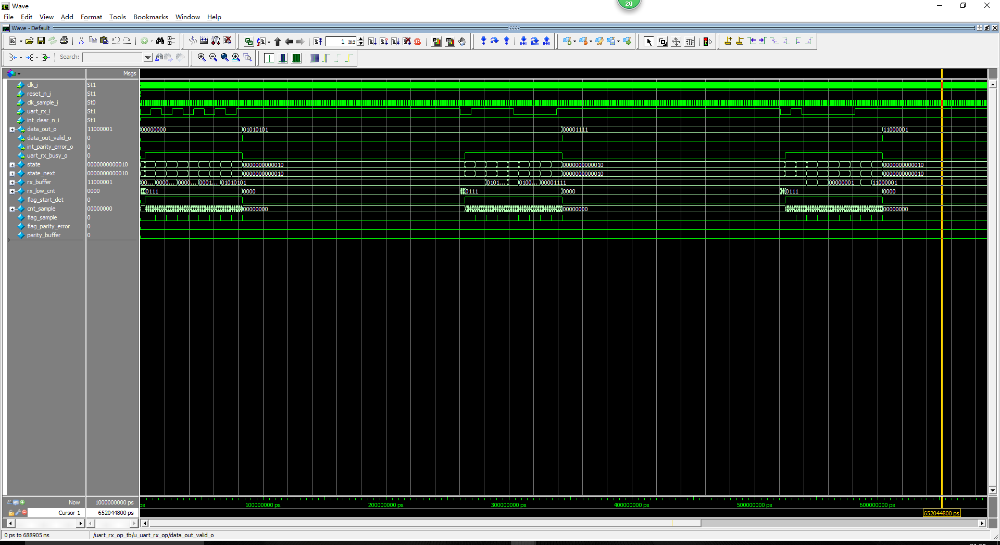 Wave
20
File Edit View Add Format Tools Bookmarks Window Help
Wave - Default
1 ms
Search:
Msgs
clk_i St1
reset_n_i St1
clk_sample_i St0
uart_rx_i St1
int_clear_n_i St1
data_out_o 11000001 00000000 01010101 00001111 11000001
data_out_valid_o 0
int_parity_error_o 0
uart_rx_busy_o 0
state 0000000000010 0000000000010 0000000000010 0000000000010
state_next 0000000000010 0000000000010 0000000000010 0000000000010
rx_buffer 11000001 00... 0000... 0000... 0001... 01010101 0101... 0100... 00001111 00000001 11000001
rx_low_cnt 0000 0111 0000 0111 0000 0111 0000
flag_start_det 0
cnt_sample 00000000 00000000 00000000 00000000
flag_sample 0
flag_parity_error 0
parity_buffer 0
Now 1000000000 ps ps 100000000 ps 200000000 ps 300000000 ps 400000000 ps 500000000 ps 600000000 ps
Cursor 1 652044800 ps 652044800 ps
0 ps to 688905 ns /uart_rx_op_tb/u_uart_rx_op/data_out_valid_o